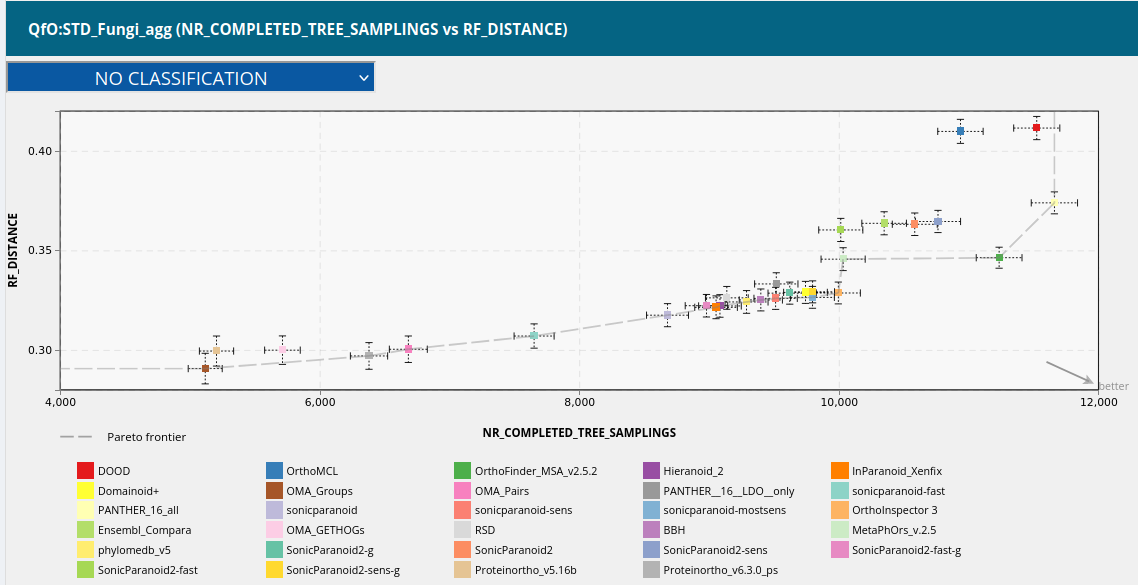 QfO:STD_Fungi_agg (NR_COMPLETED_TREE_SAMPLINGS vs RF_DISTANCE)
NO CLASSIFICATION
RF_DISTANCE
0.40
0.35
0.30
better
4,000 6,000 8,000 10,000 12,000
NR_COMPLETED_TREE_SAMPLINGS
Pareto frontier
DOOD OrthoMCL OrthoFinder_MSA_v2.5.2 Hieranoid_2 InParanoid_Xenfix
Domainoid+ OMA_Groups OMA_Pairs PANTHER__16__LDO__only sonicparanoid-fast
PANTHER_16_all sonicparanoid sonicparanoid-sens sonicparanoid-mostsens OrthoInspector 3
Ensembl_Compara OMA_GETHOGs RSD BBH MetaPhOrs_v.2.5
phylomedb_v5 SonicParanoid2-g SonicParanoid2 SonicParanoid2-sens SonicParanoid2-fast-g
SonicParanoid2-fast SonicParanoid2-sens-g Proteinortho_v5.16b Proteinortho_v6.3.0_ps